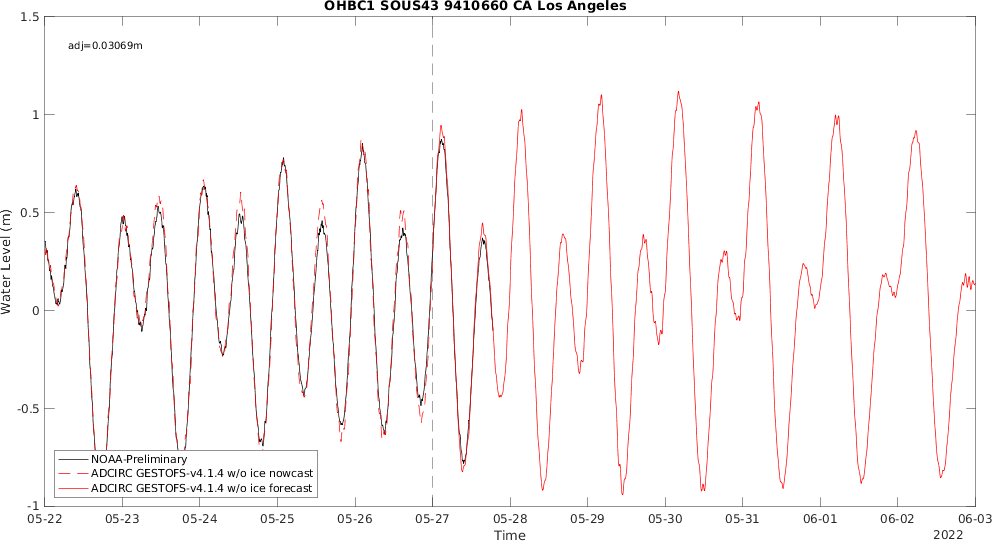 OHBC1 SOUS43 9410660 CA Los Angeles
1.5
adj=0.03069m
1
0.5
Water Level (m)
0
-0.5
NOAA-Preliminary
ADCIRC GESTOFS-v4.1.4 w/o ice nowcast
ADCIRC GESTOFS-v4.1.4 w/o ice forecast
-1
05-22 05-23 05-24 05-25 05-26 05-27 05-28 05-29 05-30 05-31 06-01 06-02 06-03
Time
2022